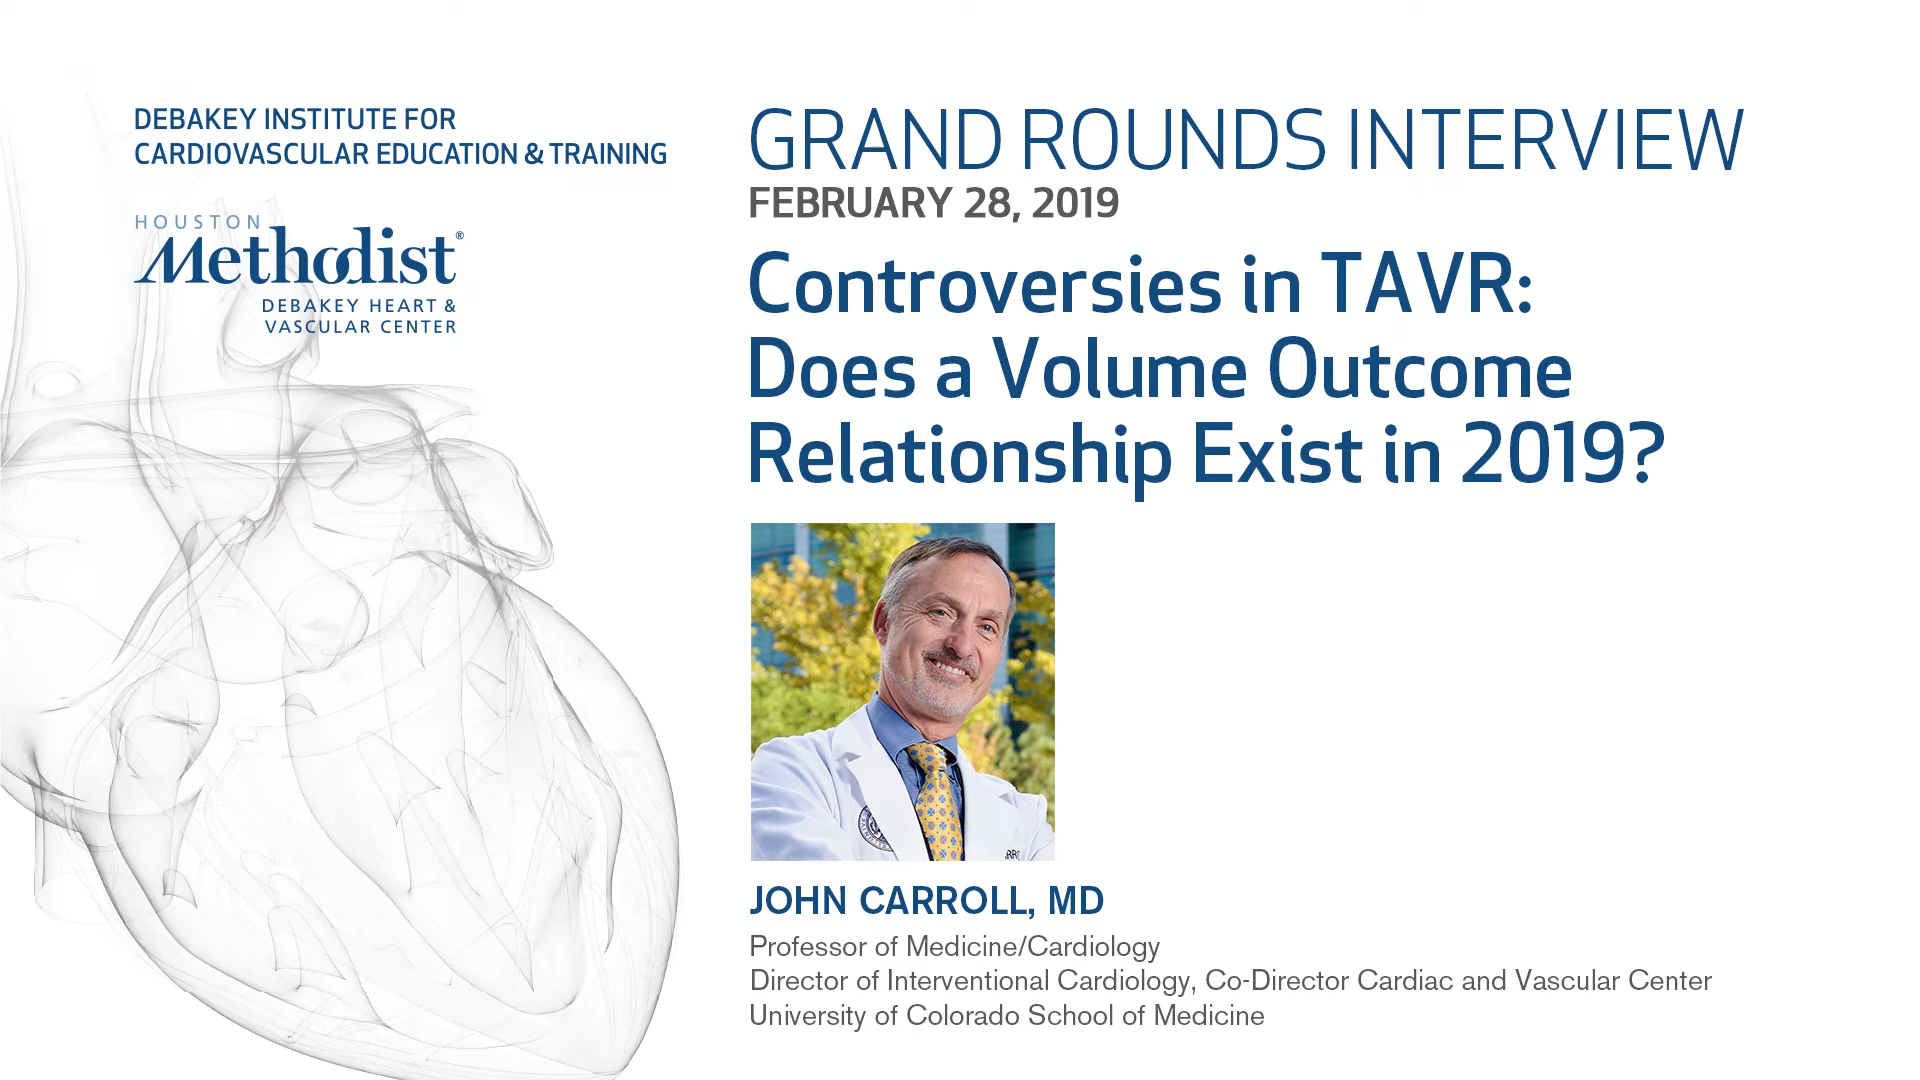 DEBAKEY INSTITUTE FOR
CARDIOVASCULAR EDUCATION & TRAINING
HOUSTON
Methodist®
DEBAKEY HEART &
VASCULAR CENTER
GRAND ROUNDS INTERVIEW
FEBRUARY 28, 2019
Controversies in TAVR:
Does a Volume Outcome
Relationship Exist in 2019?
JOHN CARROLL, MD
Professor of Medicine/Cardiology
Director of Interventional Cardiology, Co-Director Cardiac and Vascular Center
University of Colorado School of Medicine